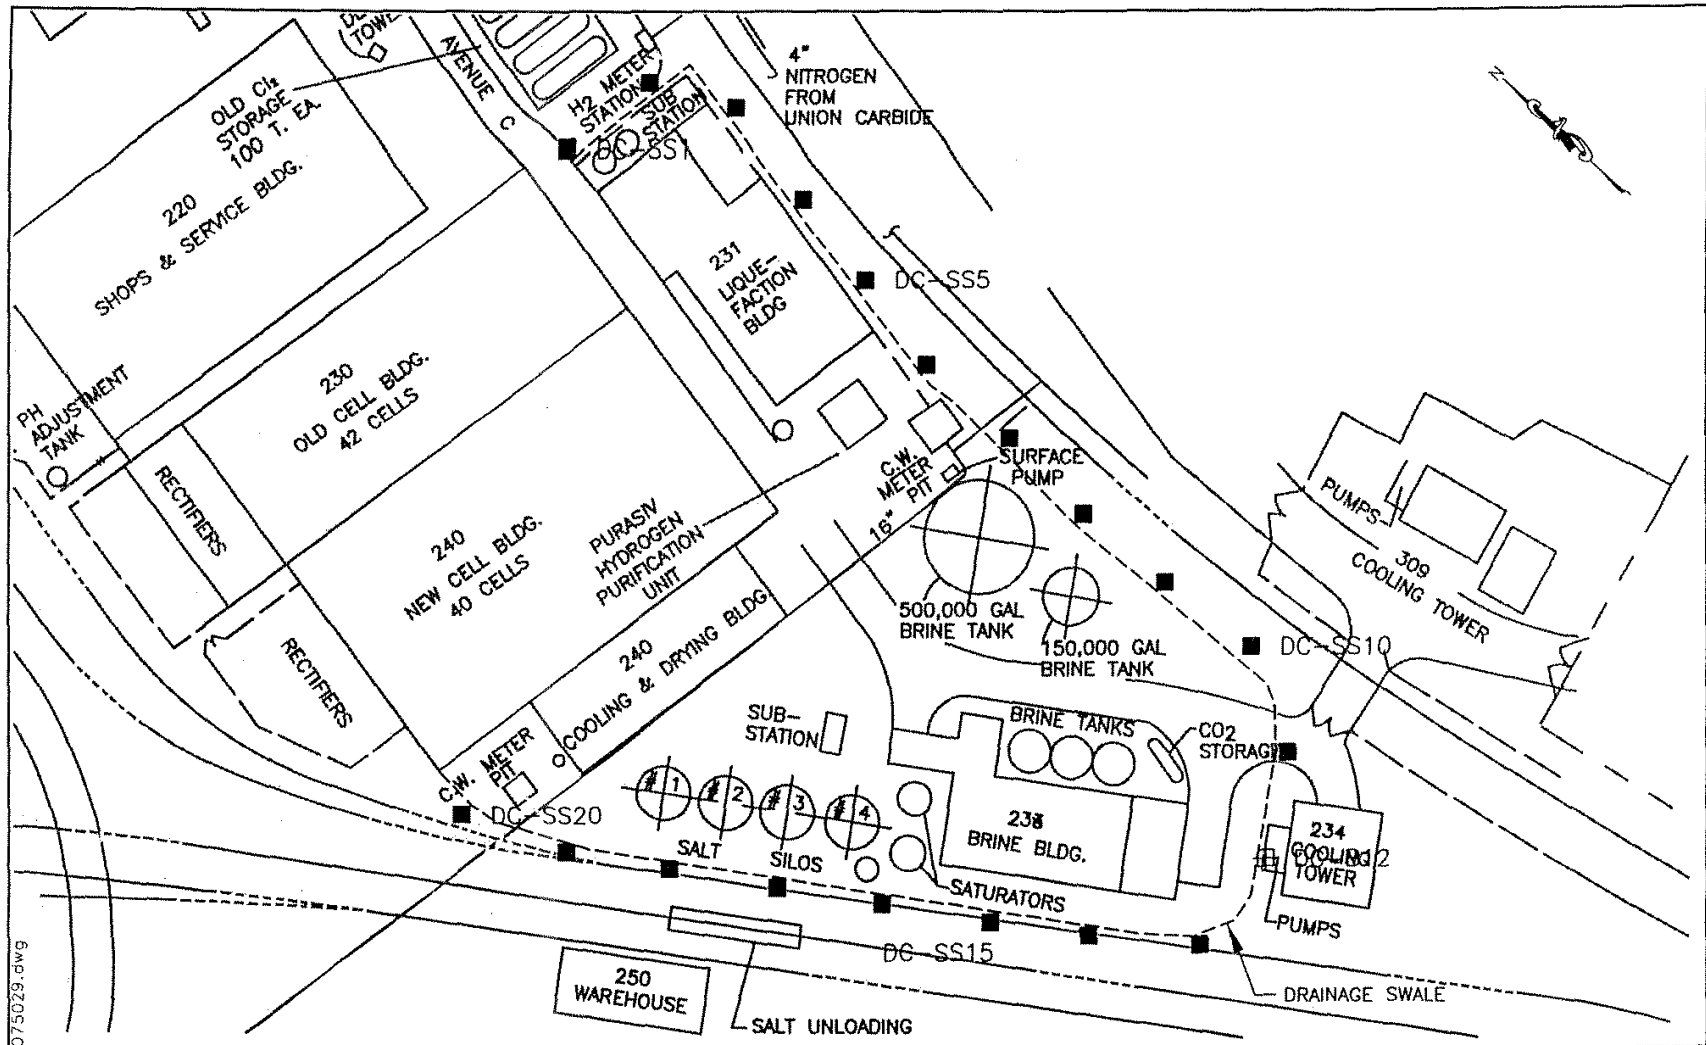 TOWE
OLD Cl2
STORAGE
100 T. EA.
AVENUE C
H2 METER
STATION
SUB
STATION
4"
NITROGEN
FROM
UNION CARBIDE
N
DC-SS1
220
SHOPS & SERVICE BLDG.
231
LIQUE-
FACTION
BLDG
DC-SS5
PH
ADJUSTMENT
TANK
230
OLD CELL BLDG.
42 CELLS
RECTIFIERS
C.W.
METER
PIT
SURFACE
PUMP
16"
PUMPS
309
COOLING TOWER
240
NEW CELL BLDG.
40 CELLS
PURASIV
HYDROGEN
PURIFICATION
UNIT
500,000 GAL
BRINE TANK
150,000 GAL
BRINE TANK
DC-SS10
RECTIFIERS
240
COOLING & DRYING BLDG.
SUB-
STATION
BRINE TANKS
CO2
STORAGE
C.W. METER
PIT
DC-SS20
#1
#2
#3
#4
SALT SILOS
BRINE BLDG.
234
COOLING
TOWER
SATURATORS
PUMPS
DC-SS15
250
WAREHOUSE
DRAINAGE SWALE
SALT UNLOADING
075029.dwg